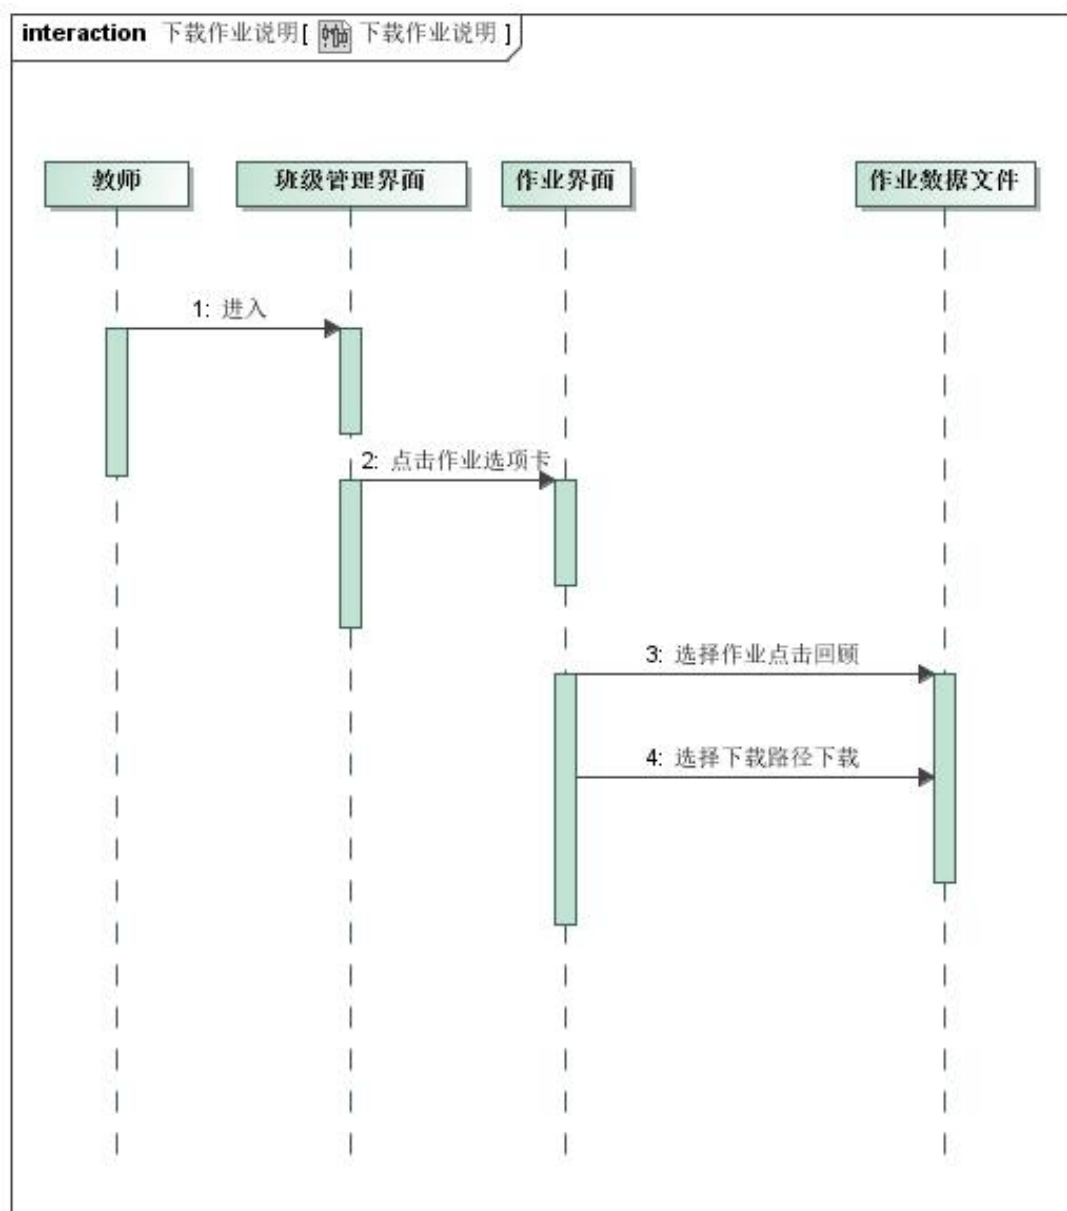 interaction 下载作业说明[ 下载作业说明 ]
教师
班级管理界面
作业界面
作业数据文件
1: 进入
2: 点击作业选项卡
3: 选择作业点击回顾
4: 选择下载路径下载